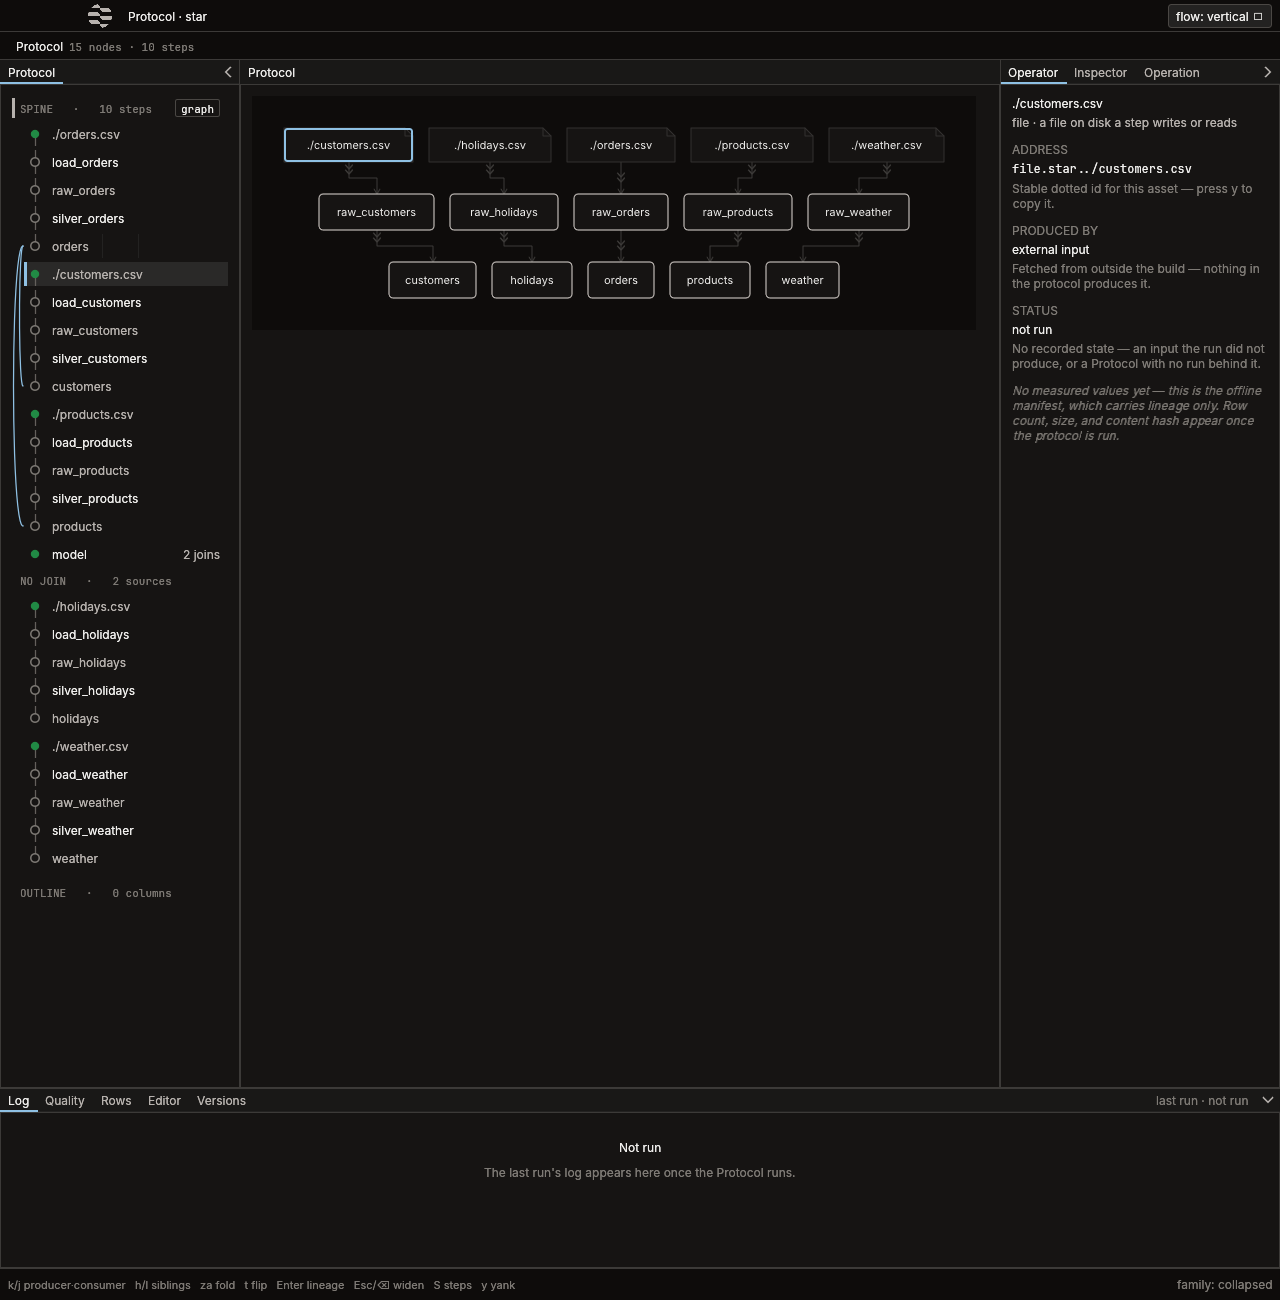 Protocol · star
flow: vertical
Protocol 15 nodes · 10 steps
Protocol
SPINE · 10 steps graph
./orders.csv
load_orders
raw_orders
silver_orders
orders
./customers.csv
load_customers
raw_customers
silver_customers
customers
./products.csv
load_products
raw_products
silver_products
products
model 2 joins
NO JOIN · 2 sources
./holidays.csv
load_holidays
raw_holidays
silver_holidays
holidays
./weather.csv
load_weather
raw_weather
silver_weather
weather
OUTLINE · 0 columns
Protocol
./customers.csv ./holidays.csv ./orders.csv ./products.csv ./weather.csv
raw_customers raw_holidays raw_orders raw_products raw_weather
customers holidays orders products weather
Operator Inspector Operation
./customers.csv
file · a file on disk a step writes or reads
ADDRESS
file.star../customers.csv
Stable dotted id for this asset — press y to
copy it.
PRODUCED BY
external input
Fetched from outside the build — nothing in
the protocol produces it.
STATUS
not run
No recorded state — an input the run did not
produce, or a Protocol with no run behind it.
No measured values yet — this is the offline
manifest, which carries lineage only. Row
count, size, and content hash appear once
the protocol is run.
Log Quality Rows Editor Versions
last run · not run
Not run
The last run's log appears here once the Protocol runs.
k/j producer·consumer h/l siblings za fold t flip Enter lineage Esc/⌫ widen S steps y yank
family: collapsed